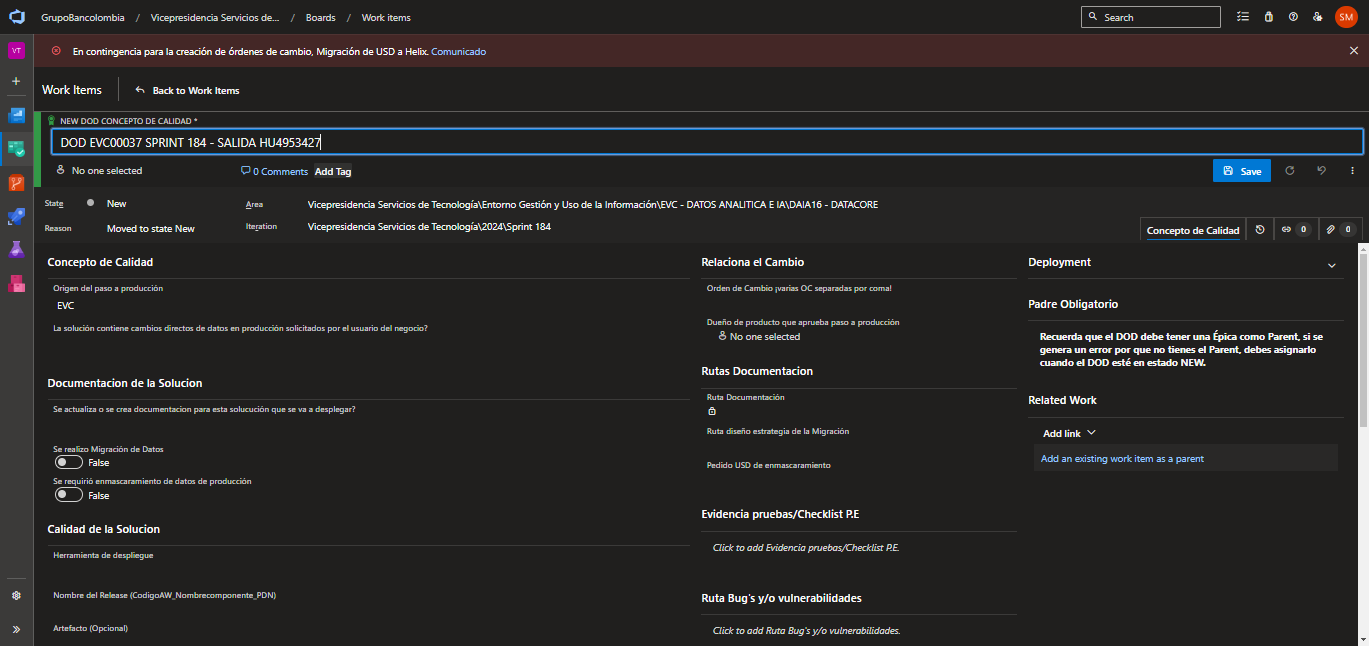 GrupoBancolombia / Vicepresidencia Servicios de... / Boards / Work items
Search
SM
VT
En contingencia para la creación de órdenes de cambio, Migración de USD a Helix. Comunicado
Work Items
Back to Work Items
NEW DOD CONCEPTO DE CALIDAD *
DOD EVC00037 SPRINT 184 - SALIDA HU4953427
No one selected
0 Comments
Add Tag
Save
State
New
Area
Vicepresidencia Servicios de Tecnología\Entorno Gestión y Uso de la Información\EVC - DATOS ANALITICA E IA\DAIA16 - DATACORE
Reason
Moved to state New
Iteration
Vicepresidencia Servicios de Tecnología\2024\Sprint 184
Concepto de Calidad
0
0
Concepto de Calidad
Origen del paso a producción
EVC
La solución contiene cambios directos de datos en producción solicitados por el usuario del negocio?
Documentacion de la Solucion
Se actualiza o se crea documentacion para esta solucución que se va a desplegar?
Se realizo Migración de Datos
False
Se requirió enmascaramiento de datos de producción
False
Calidad de la Solucion
Herramienta de despliegue
Nombre del Release (CodigoAW_Nombrecomponente_PDN)
Artefacto (Opcional)
Relaciona el Cambio
Orden de Cambio ¡varias OC separadas por coma!
Dueño de producto que aprueba paso a producción
No one selected
Rutas Documentacion
Ruta Documentación
Ruta diseño estrategia de la Migración
Pedido USD de enmascaramiento
Evidencia pruebas/Checklist P.E
Click to add Evidencia pruebas/Checklist P.E.
Ruta Bug's y/o vulnerabilidades
Click to add Ruta Bug's y/o vulnerabilidades.
Deployment
Padre Obligatorio
Recuerda que el DOD debe tener una Épica como Parent, si se
genera un error por que no tienes el Parent, debes asignarlo
cuando el DOD esté en estado NEW.
Related Work
Add link
Add an existing work item as a parent